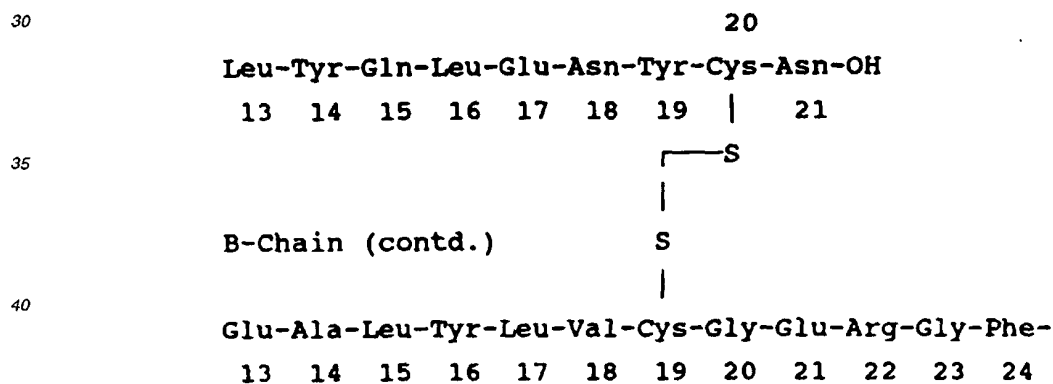 30
20
Leu-Tyr-Gln-Leu-Glu-Asn-Tyr-Cys-Asn-OH
13 14 15 16 17 18 19 | 21
35
S
|
B-Chain (contd.) S
|
40
Glu-Ala-Leu-Tyr-Leu-Val-Cys-Gly-Glu-Arg-Gly-Phe-
13 14 15 16 17 18 19 20 21 22 23 24